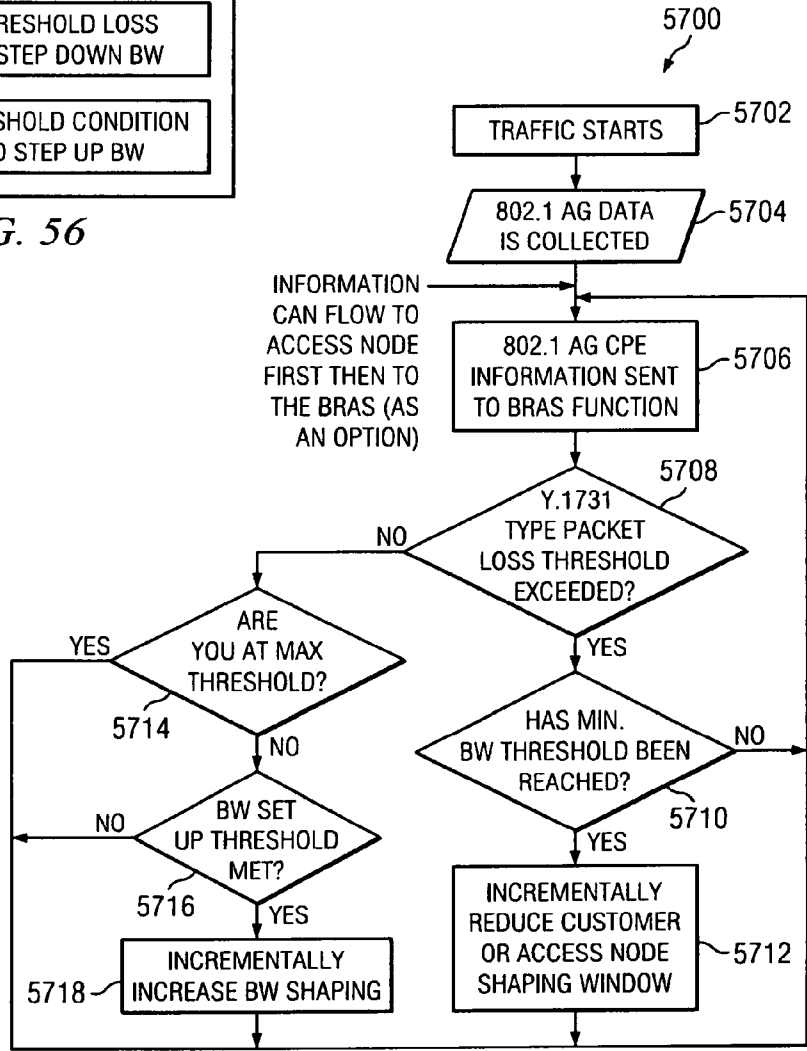 RESHOLD LOSS
STEP DOWN BW
SHOLD CONDITION
O STEP UP BW
G. 56
5700
TRAFFIC STARTS
5702
802.1 AG DATA
IS COLLECTED
5704
INFORMATION
CAN FLOW TO
ACCESS NODE
FIRST THEN TO
THE BRAS (AS
AN OPTION)
802.1 AG CPE
INFORMATION SENT
TO BRAS FUNCTION
5706
Y.1731
TYPE PACKET
LOSS THRESHOLD
EXCEEDED?
5708
NO
YES
ARE
YOU AT MAX
THRESHOLD?
YES
5714
NO
HAS MIN.
BW THRESHOLD BEEN
REACHED?
NO
5710
YES
BW SET
UP THRESHOLD
MET?
NO
5716
YES
INCREMENTALLY
REDUCE CUSTOMER
OR ACCESS NODE
SHAPING WINDOW
5712
INCREMENTALLY
INCREASE BW SHAPING
5718